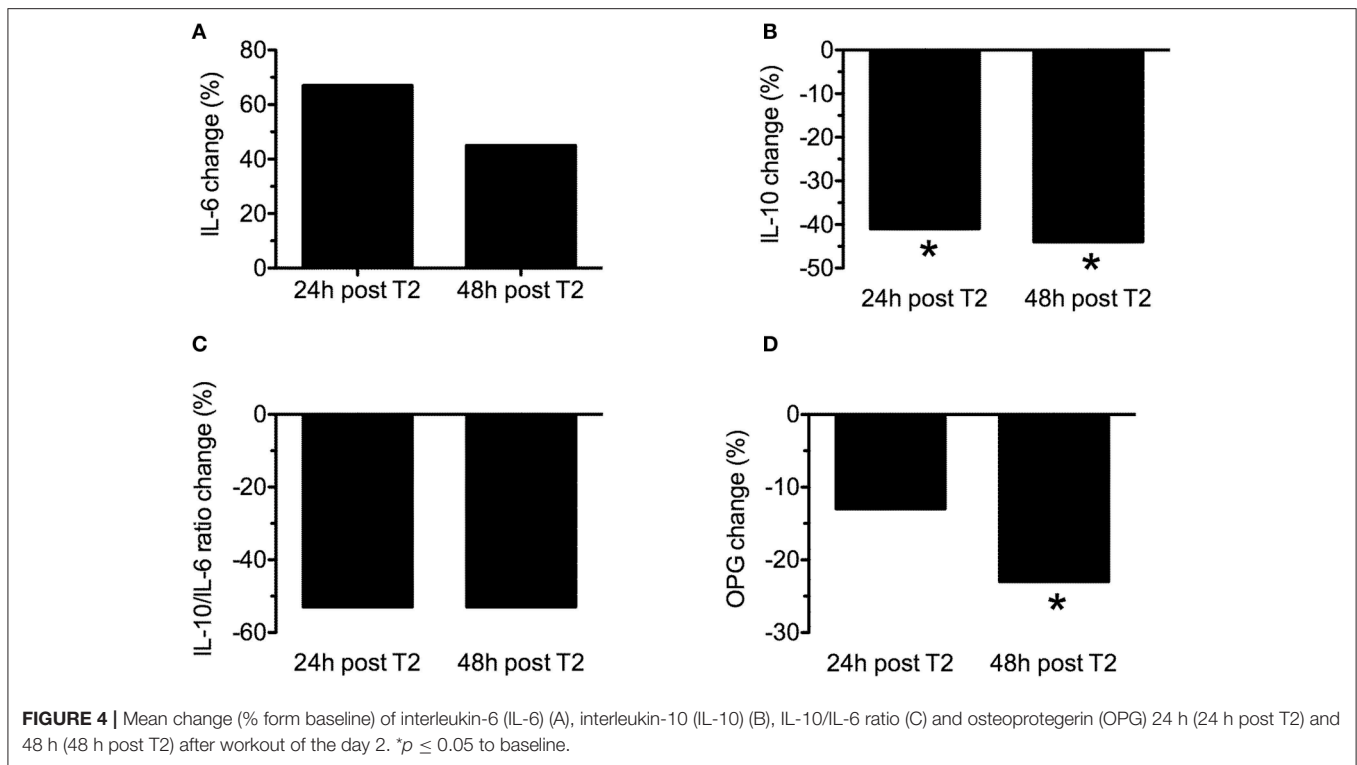 A
IL-6 change (%)
80
60
40
20
0
24h post T2 48h post T2
B
IL-10 change (%)
0
-10
-20
-30
-40
-50
* *
24h post T2 48h post T2
C
IL-10/IL-6 ratio change (%)
0
-20
-40
-60
24h post T2 48h post T2
D
OPG change (%)
0
-10
-20
-30
*
24h post T2 48h post T2
FIGURE 4 | Mean change (% form baseline) of interleukin-6 (IL-6) (A), interleukin-10 (IL-10) (B), IL-10/IL-6 ratio (C) and osteoprotegerin (OPG) 24 h (24 h post T2) and
48 h (48 h post T2) after workout of the day 2. *p ≤ 0.05 to baseline.